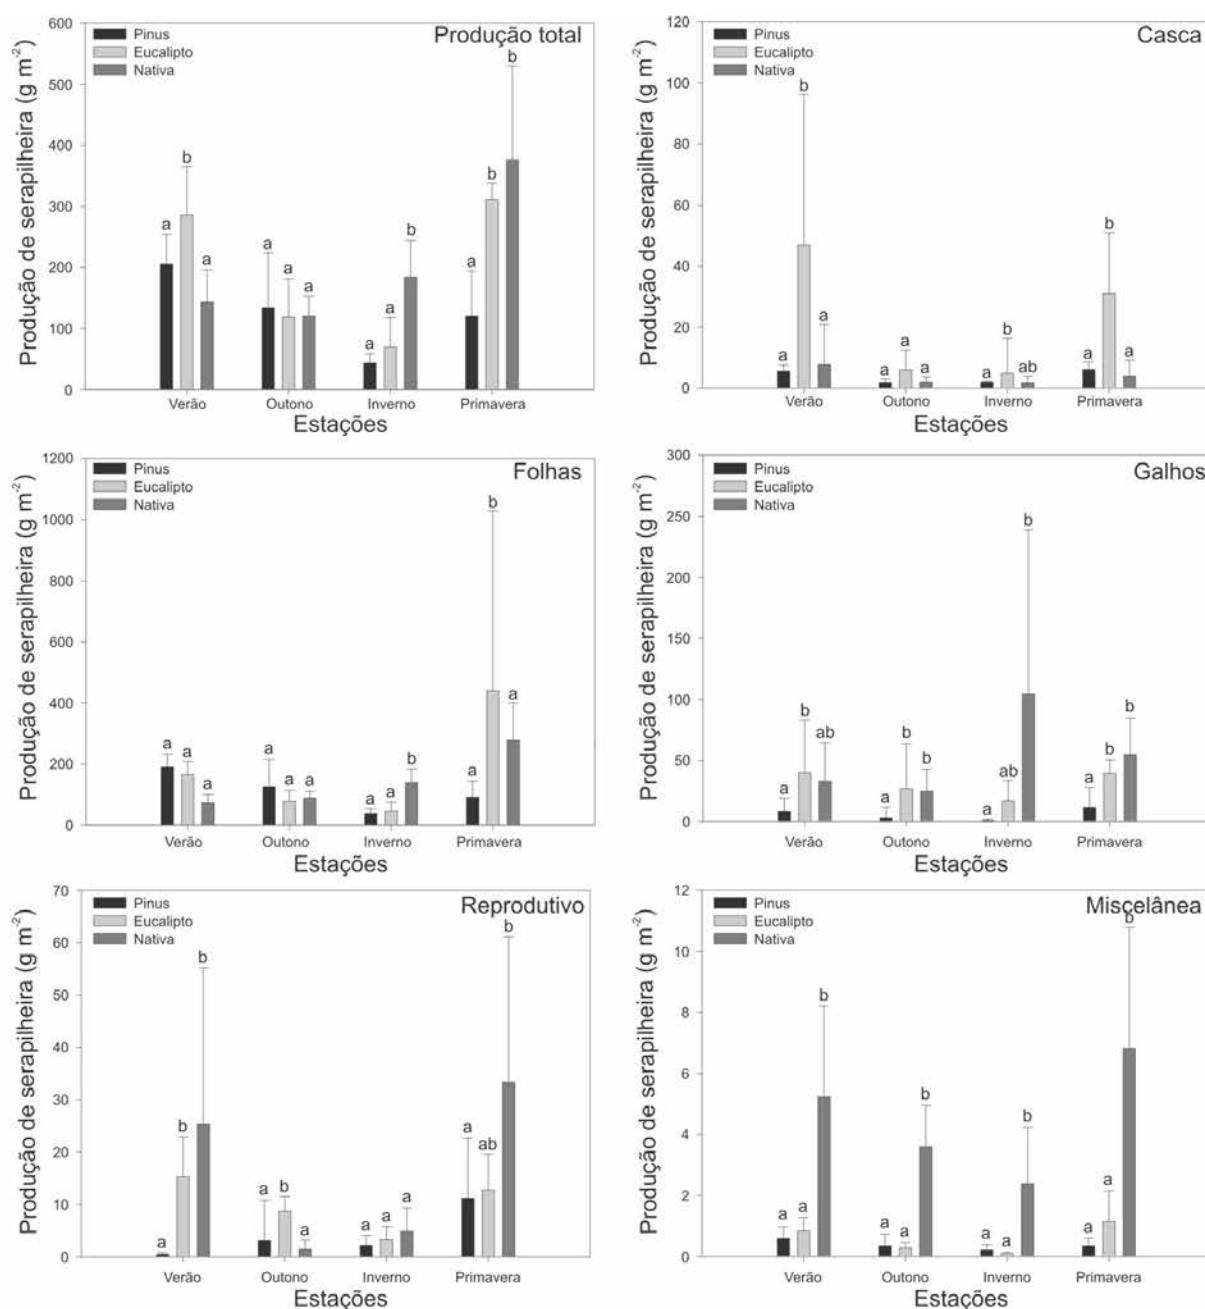 Produção total
Pinus
Eucalipto
Nativa
Produção de serapilheira (g m-2)
600
500
400
300
200
100
0
a
b
a
a
a
a
a
a
b
a
b
b
Verão
Outono
Inverno
Primavera
Estações
Casca
Pinus
Eucalipto
Nativa
Produção de serapilheira (g m-2)
120
100
80
60
40
20
0
a
b
a
a
a
a
a
b
ab
a
b
a
Verão
Outono
Inverno
Primavera
Estações
Folhas
Pinus
Eucalipto
Nativa
Produção de serapilheira (g m-2)
1200
1000
800
600
400
200
0
a
a
a
a
a
a
a
a
b
a
b
a
Verão
Outono
Inverno
Primavera
Estações
Galhos
Pinus
Eucalipto
Nativa
Produção de serapilheira (g m-2)
300
250
200
150
100
50
0
a
b
ab
a
b
b
a
ab
b
a
b
b
Verão
Outono
Inverno
Primavera
Estações
Reprodutivo
Pinus
Eucalipto
Nativa
Produção de serapilheira (g m-2)
70
60
50
40
30
20
10
0
a
b
b
a
b
a
a
a
a
a
ab
b
Verão
Outono
Inverno
Primavera
Estações
Miscelânea
Pinus
Eucalipto
Nativa
Produção de serapilheira (g m-2)
12
10
8
6
4
2
0
a
a
b
a
a
b
a
a
b
a
a
b
Verão
Outono
Inverno
Primavera
Estações